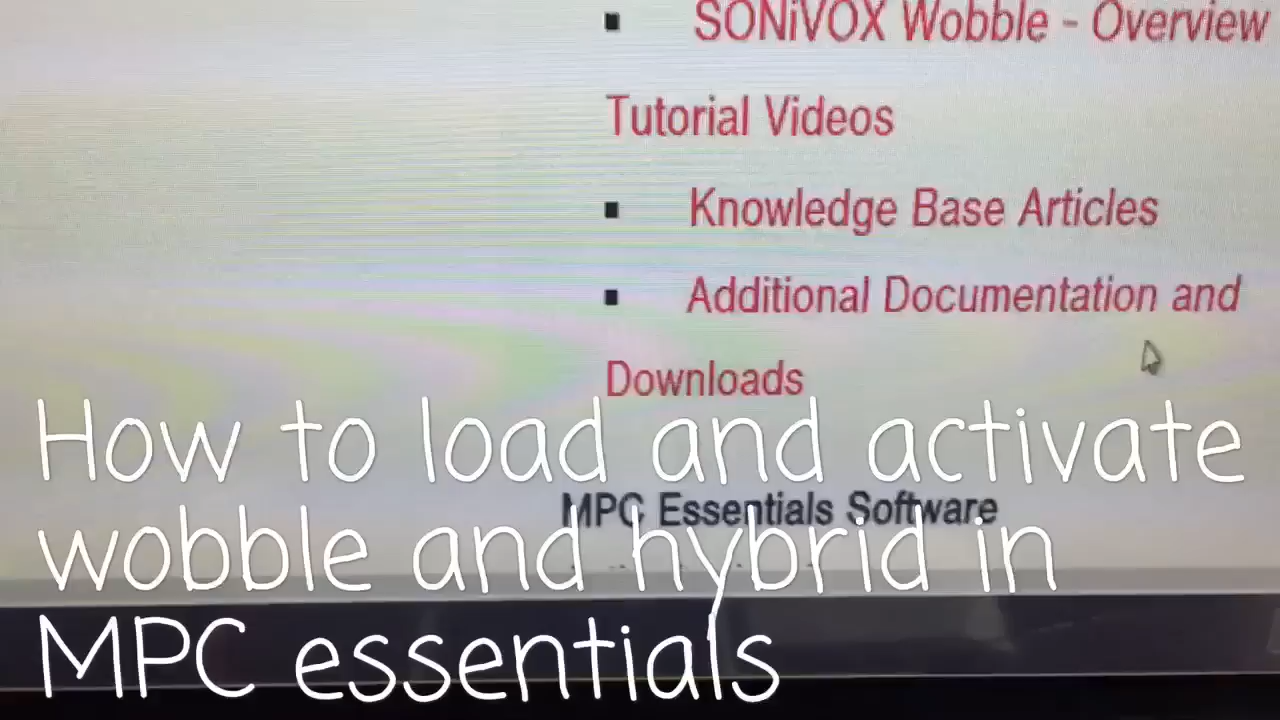 ▪ SONiVOX Wobble - Overview
Tutorial Videos
▪ Knowledge Base Articles
▪ Additional Documentation and
Downloads
How to load and activate
MPC Essentials Software
wobble and hybrid in
MPC essentials